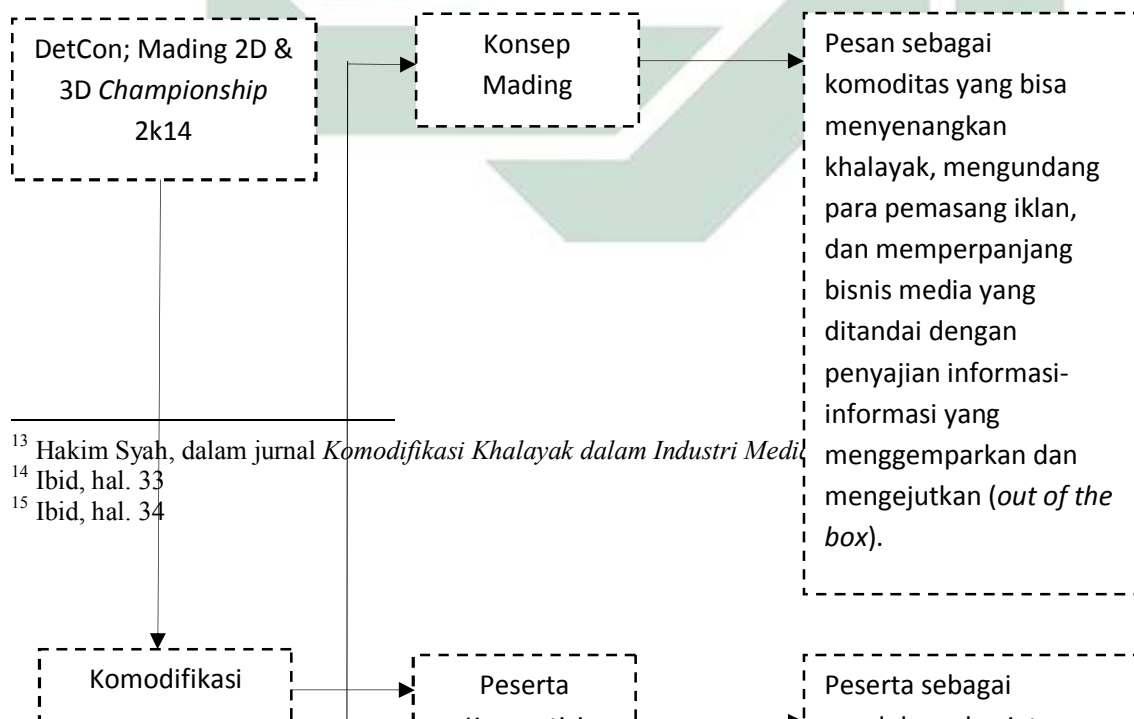 DetCon; Mading 2D &
3D Championship
2k14
Konsep
Mading
Pesan sebagai
komoditas yang bisa
menyenangkan
khalayak, mengundang
para pemasang iklan,
dan memperpanjang
bisnis media yang
ditandai dengan
penyajian informasi-
informasi yang
menggemparkan dan
mengejutkan (out of the
box).
13 Hakim Syah, dalam jurnal Komodifikasi Khalayak dalam Industri Media
14 Ibid, hal. 33
15 Ibid, hal. 34
Komodifikasi
Peserta
Peserta sebagai